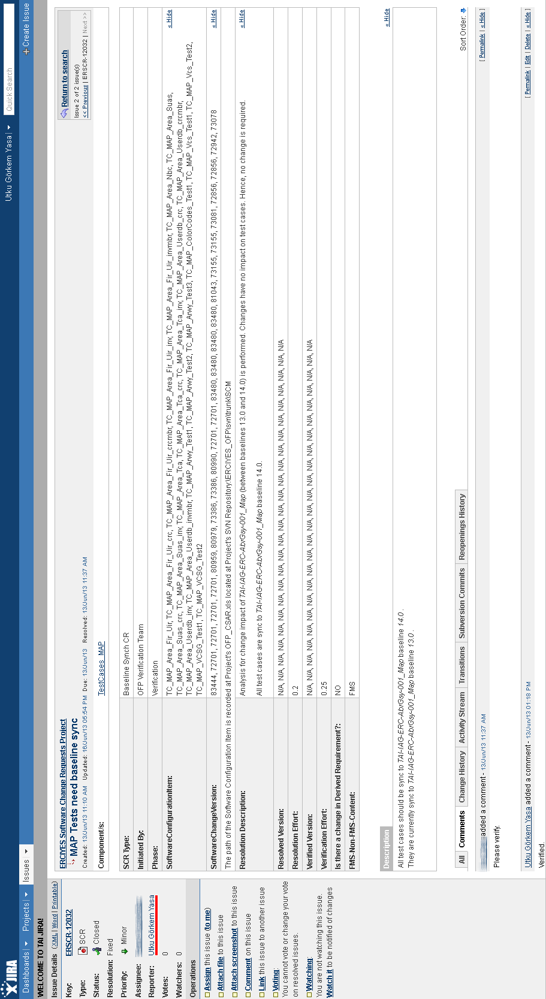 JIRA
Utku Görkem Yasa
Quick Search
Dashboards
Projects
Issues
Create Issue
WELCOME TO TAI JIRA!
Issue Details (XML | Word | Printable)
Key:
ERSCR-12032
Type:
SCR
Status:
Closed
Resolution:
Fixed
Priority:
Minor
Assignee:
Reporter:
Utku Görkem Yasa
Votes:
0
Watchers:
0
Operations
Assign this issue (to me)
Attach file to this issue
Attach screenshot to this issue
Comment on this issue
Link this issue to another issue
Voting:
You cannot vote or change your vote
on resolved issues.
Watching:
You are not watching this issue.
Watch it to be notified of changes
ERCIYES Software Change Requests Project
MAP Tests need baseline sync
Created: 13/Jun/13 11:10 AM Updated: 16/Jun/13 05:54 PM Due: 13/Jun/13 Resolved: 13/Jun/13 11:37 AM
Return to search
Issue 2 of 2 issue(s)
<< Previous | ERSCR-12032 | Next >>
Component/s:
TestCases_MAP
SCR Type:
Baseline Synch CR
Initiated By:
OFP Verification Team
Phase:
Verification
SoftwareConfigurationItem:
« Hide
TC_MAP_Area_Fir_Uir, TC_MAP_Area_Fir_Uir_crc, TC_MAP_Area_Fir_Uir_crcmbr, TC_MAP_Area_Fir_Uir_inv, TC_MAP_Area_Fir_Uir_invmbr, TC_MAP_Area_Nbc, TC_MAP_Area_Suas,
TC_MAP_Area_Suas_crc, TC_MAP_Area_Suas_inv, TC_MAP_Area_Tca, TC_MAP_Area_Tca_crc, TC_MAP_Area_Tca_inv, TC_MAP_Area_Userdb_crc, TC_MAP_Area_Userdb_crcmbr,
TC_MAP_Area_Userdb_inv, TC_MAP_Area_Userdb_invmbr, TC_MAP_Arwy_Test1, TC_MAP_Arwy_Test2, TC_MAP_Arwy_Test3, TC_MAP_ColorCodes_Test1, TC_MAP_Vcs_Test1, TC_MAP_Vcs_Test2,
TC_MAP_VCSG_Test1, TC_MAP_VCSG_Test2
SoftwareChangeVersion:
« Hide
83444, 72701, 72701, 72701, 80959, 80979, 73386, 80990, 72701, 72701, 83480, 83480, 83480, 83480, 81043, 73155, 73155, 73081, 72856, 72856, 72942, 73078
The path of the Software Configuration Item is recorded at Project's OFP_CSAR.xls located at Project's SVN Repository:\ERCIYES_OFP\svn\trunk\SCM
Resolution Description:
« Hide
Analysis for change impact of TAI-IAG-ERC-AbrGsy-001_Map (between baselines 13.0 and 14.0) is performed. Changes have no impact on test cases. Hence, no change is required.
All test cases are sync to TAI-IAG-ERC-AbrGsy-001_Map baseline 14.0.
Resolved Version:
N/A, N/A, N/A, N/A, N/A, N/A, N/A, N/A, N/A, N/A, N/A, N/A, N/A, N/A, N/A, N/A, N/A, N/A, N/A, N/A, N/A, N/A
Resolution Effort:
0.2
Verified Version:
N/A, N/A, N/A, N/A, N/A, N/A, N/A, N/A, N/A, N/A, N/A, N/A, N/A, N/A, N/A, N/A, N/A, N/A, N/A, N/A, N/A, N/A
Verification Effort:
0.25
Is there a change in Derived Requirement?:
NO
FMS-Non-FMS-Content:
FMS
Description
« Hide
All test cases should be sync to TAI-IAG-ERC-AbrGsy-001_Map baseline 14.0 .
They are currently sync to TAI-IAG-ERC-AbrGsy-001_Map baseline 13.0 .
All
Comments
Change History
Activity Stream
Transitions
Subversion Commits
Reopenings History
Sort Order:
added a comment - 13/Jun/13 11:37 AM
[ Permalink | « Hide ]
Please verify.
Utku Görkem Yasa added a comment - 13/Jun/13 01:18 PM
[ Permalink | Edit | Delete | « Hide ]
Verified.